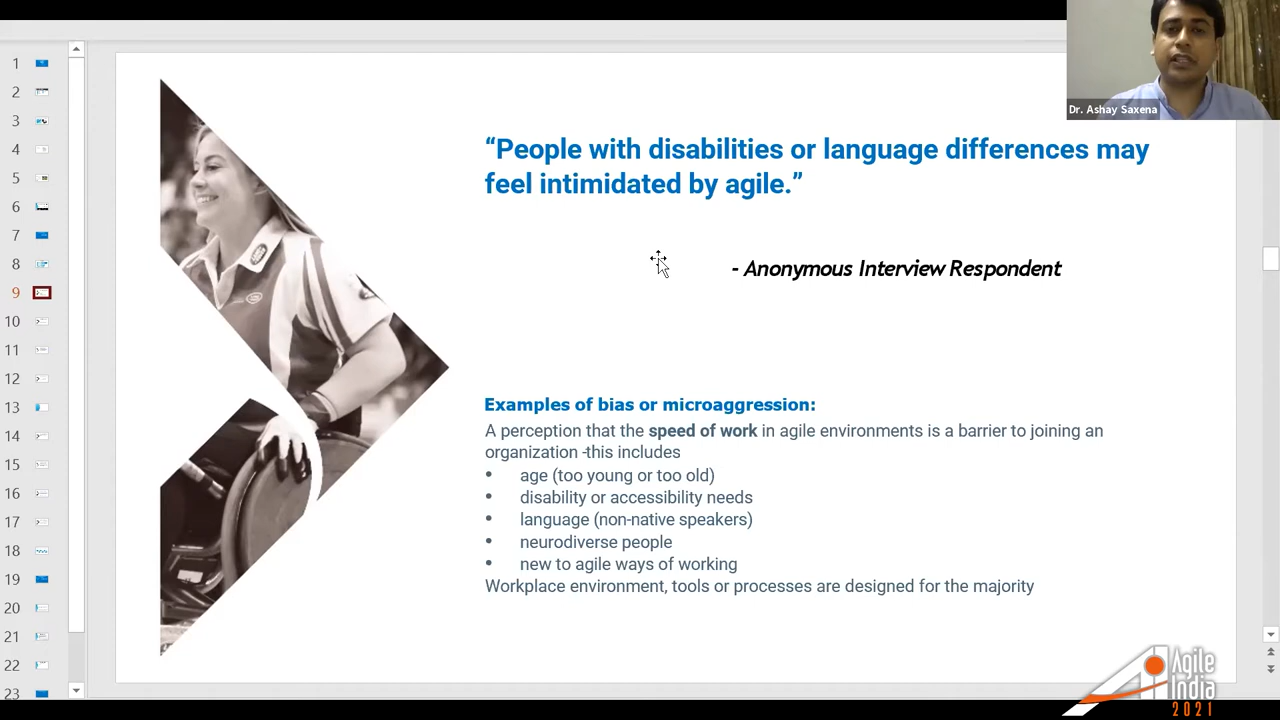 Dr. Ashay Saxena
1
2
3
4
5
6
7
8
9
10
11
12
13
14
15
16
17
18
19
20
21
22
23
“People with disabilities or language differences may
feel intimidated by agile.”
- Anonymous Interview Respondent
Examples of bias or microaggression:
A perception that the speed of work in agile environments is a barrier to joining an
organization -this includes
• age (too young or too old)
• disability or accessibility needs
• language (non-native speakers)
• neurodiverse people
• new to agile ways of working
Workplace environment, tools or processes are designed for the majority
Agile
India
2021